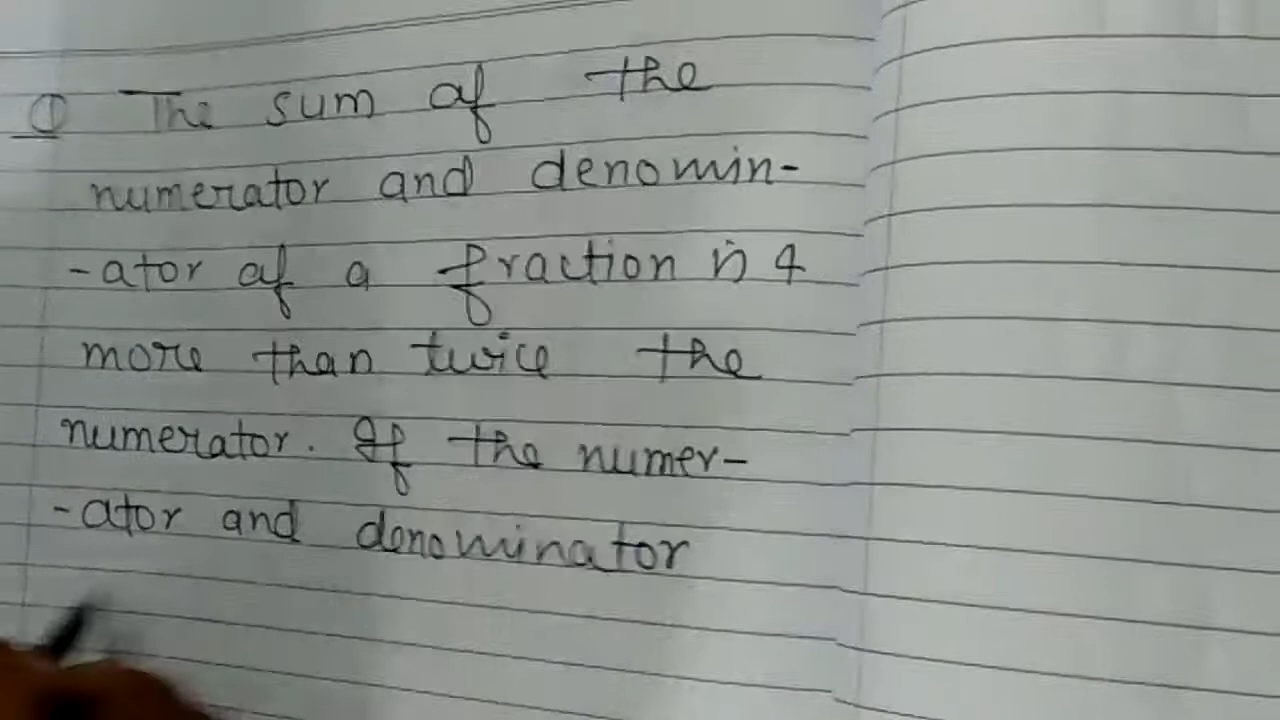 Q The sum of the
numerator and denomin-
-ator of a fraction is 4
more than twice the
numerator. If the numer-
-ator and denominator